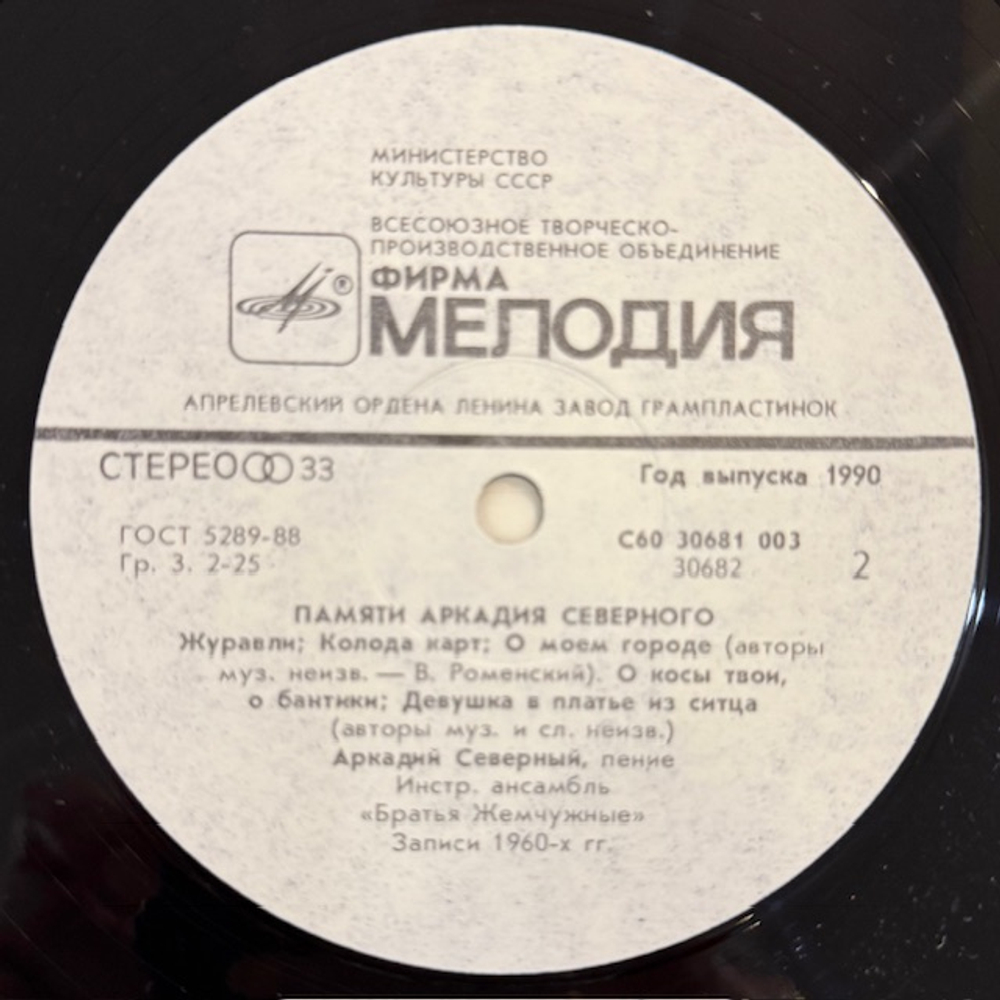 МИНИСТЕРСТВО
КУЛЬТУРЫ СССР
ВСЕСОЮЗНОЕ ТВОРЧЕСКО-
ПРОИЗВОДСТВЕННОЕ ОБЪЕДИНЕНИЕ
®
ФИРМА
МЕЛОДИЯ
АПРЕЛЕВСКИЙ ОРДЕНА ЛЕНИНА ЗАВОД ГРАМПЛАСТИНОК
СТЕРЕО 33
Год выпуска 1990
ГОСТ 5289-88
Гр. 3. 2-25
С60 30681 003
30682
2
ПАМЯТИ АРКАДИЯ СЕВЕРНОГО
Журавли; Колода карт; О моем городе (авторы
муз. неизв. — В. Роменский). О косы твои,
о бантики; Девушка в платье из ситца
(авторы муз. и сл. неизв.)
Аркадий Северный, пение
Инстр. ансамбль
«Братья Жемчужные»
Записи 1960-х гг.